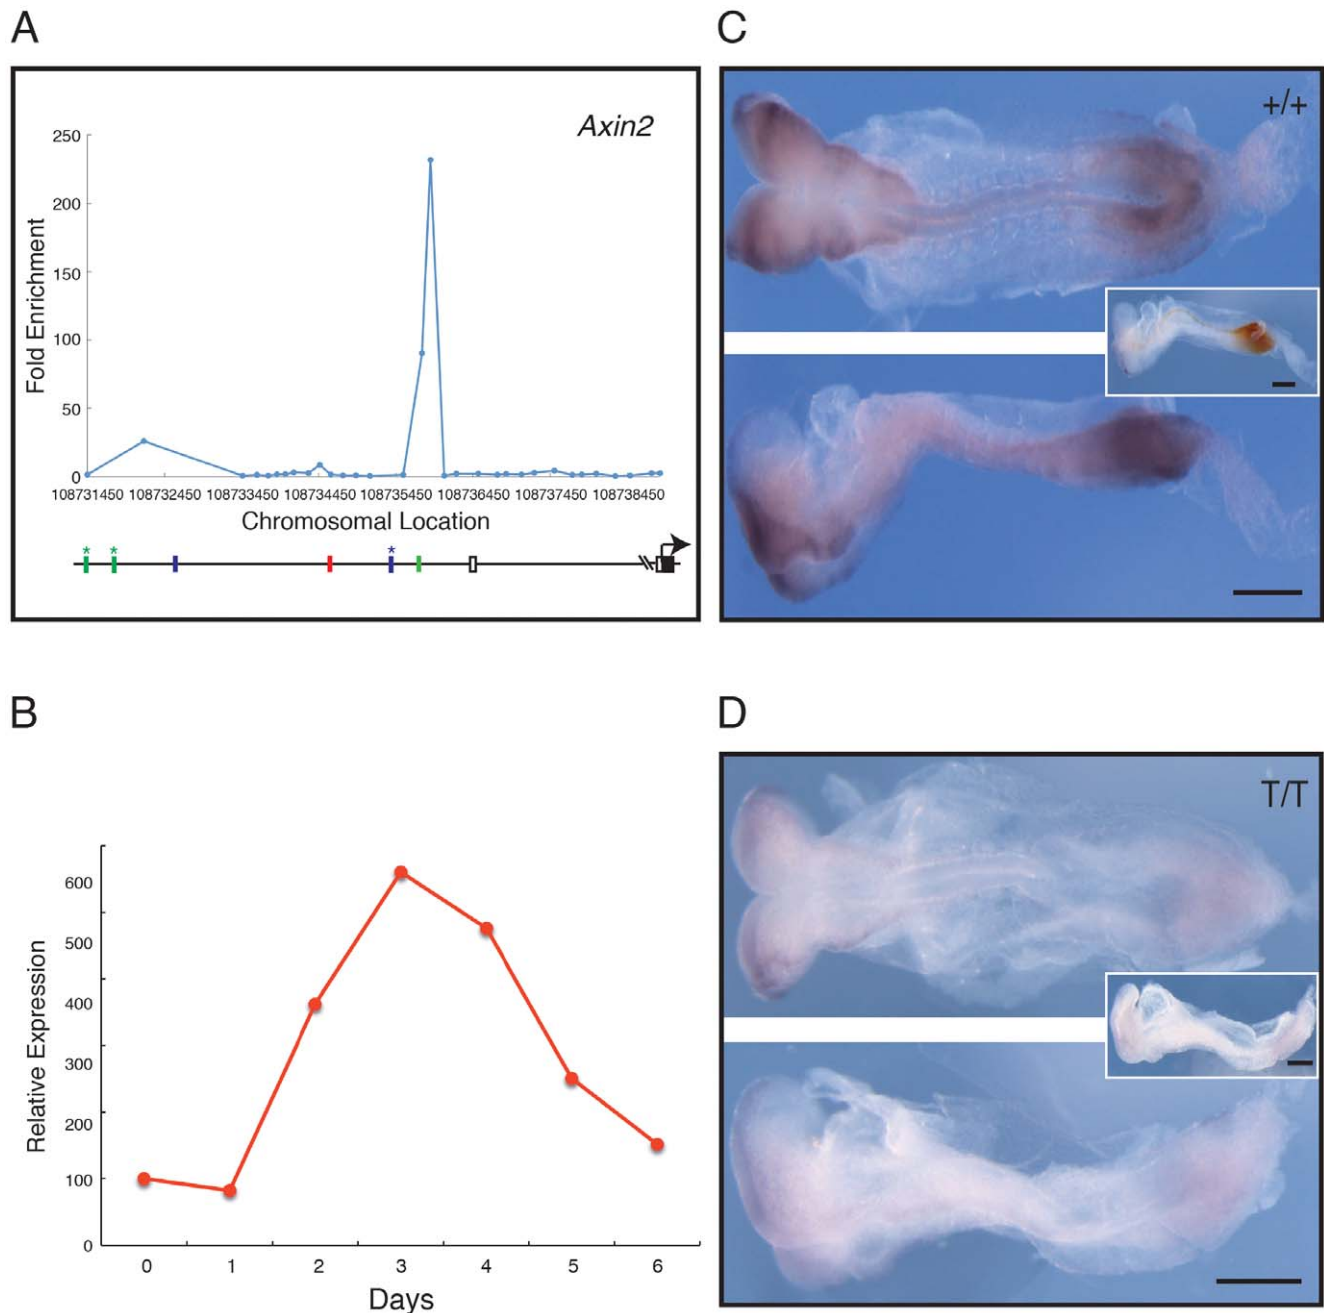 A
Axin2
Fold Enrichment
250
200
150
100
50
0
108731450 108732450 108733450 108734450 108735450 108736450 108737450 108738450
Chromosomal Location
* * *
C
+/+
B
Relative Expression
600
500
400
300
200
100
0
0 1 2 3 4 5 6
Days
D
T/T